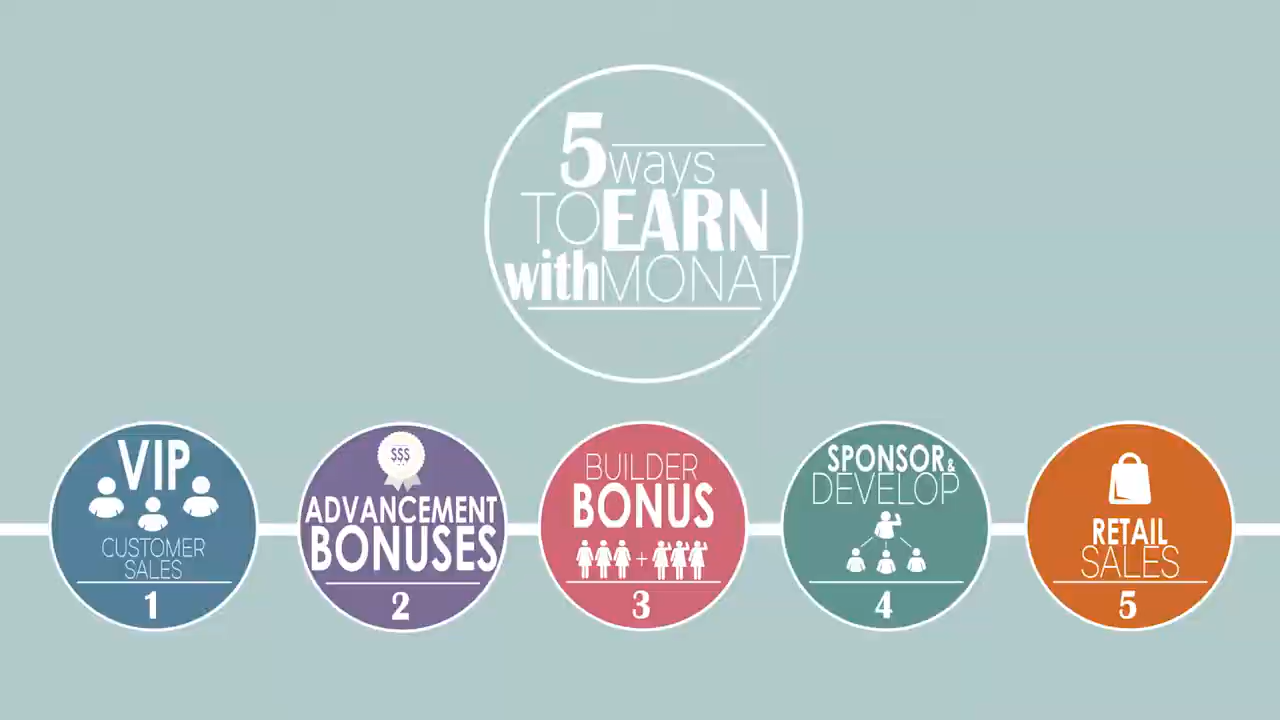 5 ways
TO EARN
with MONAT
VIP
CUSTOMER
SALES
1
$$$
ADVANCEMENT
BONUSES
2
BUILDER
BONUS
+
3
SPONSOR &
DEVELOP
4
RETAIL
SALES
5